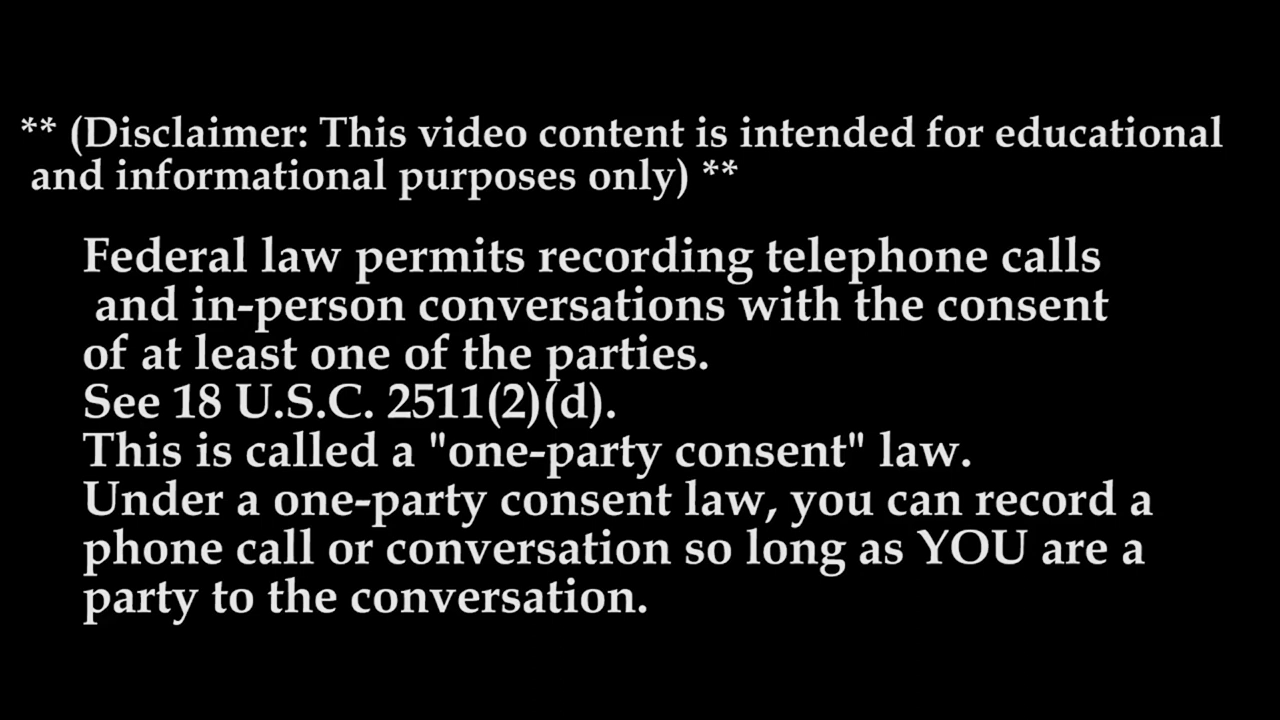 ** (Disclaimer: This video content is intended for educational
and informational purposes only) **
Federal law permits recording telephone calls
and in-person conversations with the consent
of at least one of the parties.
See 18 U.S.C. 2511(2)(d).
This is called a "one-party consent" law.
Under a one-party consent law, you can record a
phone call or conversation so long as YOU are a
party to the conversation.